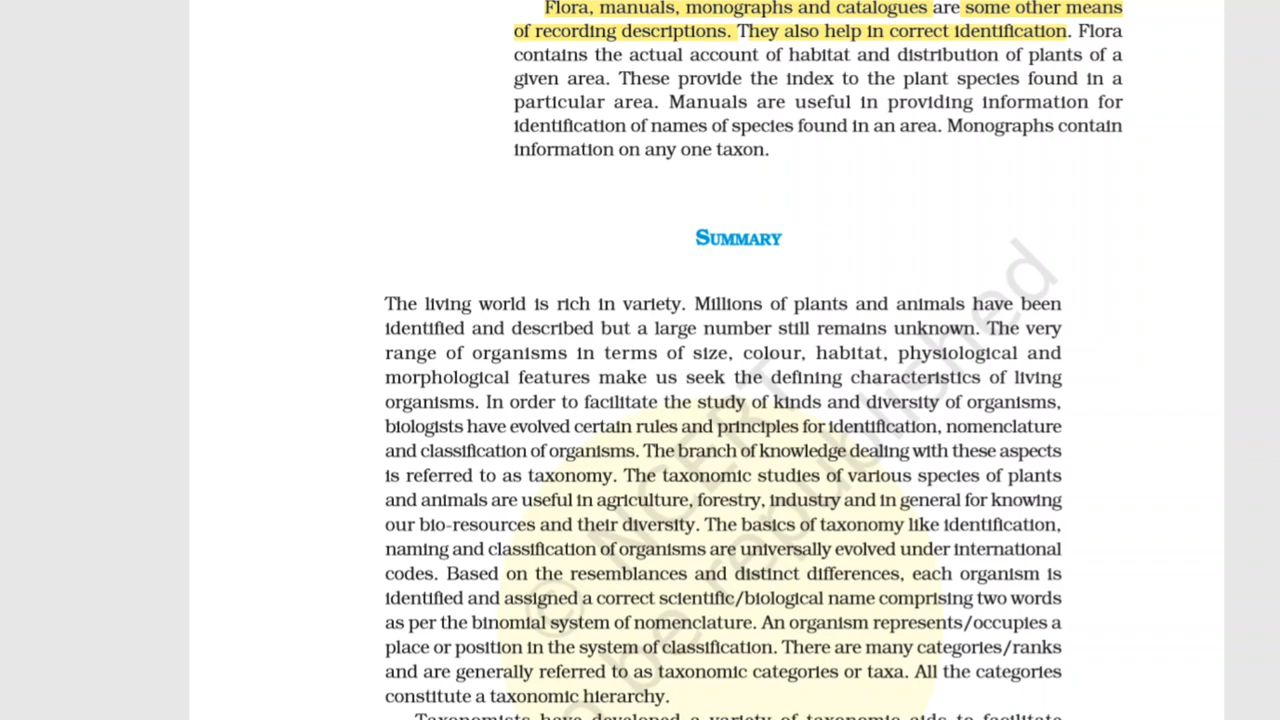 Flora, manuals, monographs and catalogues are some other means
of recording descriptions. They also help in correct identification. Flora
contains the actual account of habitat and distribution of plants of a
given area. These provide the index to the plant species found in a
particular area. Manuals are useful in providing information for
identification of names of species found in an area. Monographs contain
information on any one taxon.
SUMMARY
The living world is rich in variety. Millions of plants and animals have been
identified and described but a large number still remains unknown. The very
range of organisms in terms of size, colour, habitat, physiological and
morphological features make us seek the defining characteristics of living
organisms. In order to facilitate the study of kinds and diversity of organisms,
biologists have evolved certain rules and principles for identification, nomenclature
and classification of organisms. The branch of knowledge dealing with these aspects
is referred to as taxonomy. The taxonomic studies of various species of plants
and animals are useful in agriculture, forestry, industry and in general for knowing
our bio-resources and their diversity. The basics of taxonomy like identification,
naming and classification of organisms are universally evolved under international
codes. Based on the resemblances and distinct differences, each organism is
identified and assigned a correct scientific/biological name comprising two words
as per the binomial system of nomenclature. An organism represents/occupies a
place or position in the system of classification. There are many categories/ranks
and are generally referred to as taxonomic categories or taxa. All the categories
constitute a taxonomic hierarchy.
Taxonomists have developed a variety of taxonomic aids to facilitate
© NCERT
be republished